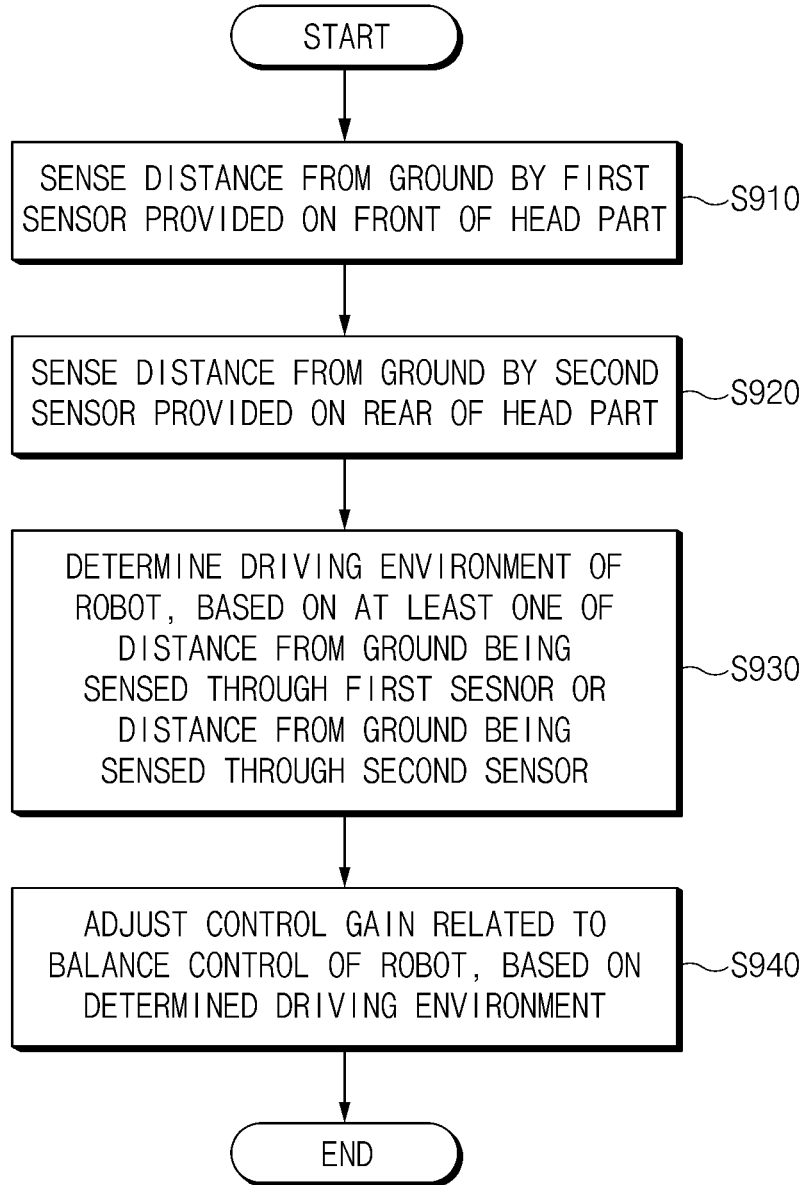 START
SENSE DISTANCE FROM GROUND BY FIRST
SENSOR PROVIDED ON FRONT OF HEAD PART
S910
SENSE DISTANCE FROM GROUND BY SECOND
SENSOR PROVIDED ON REAR OF HEAD PART
S920
DETERMINE DRIVING ENVIRONMENT OF
ROBOT, BASED ON AT LEAST ONE OF
DISTANCE FROM GROUND BEING
SENSED THROUGH FIRST SESNOR OR
DISTANCE FROM GROUND BEING
SENSED THROUGH SECOND SENSOR
S930
ADJUST CONTROL GAIN RELATED TO
BALANCE CONTROL OF ROBOT, BASED ON
DETERMINED DRIVING ENVIRONMENT
S940
END